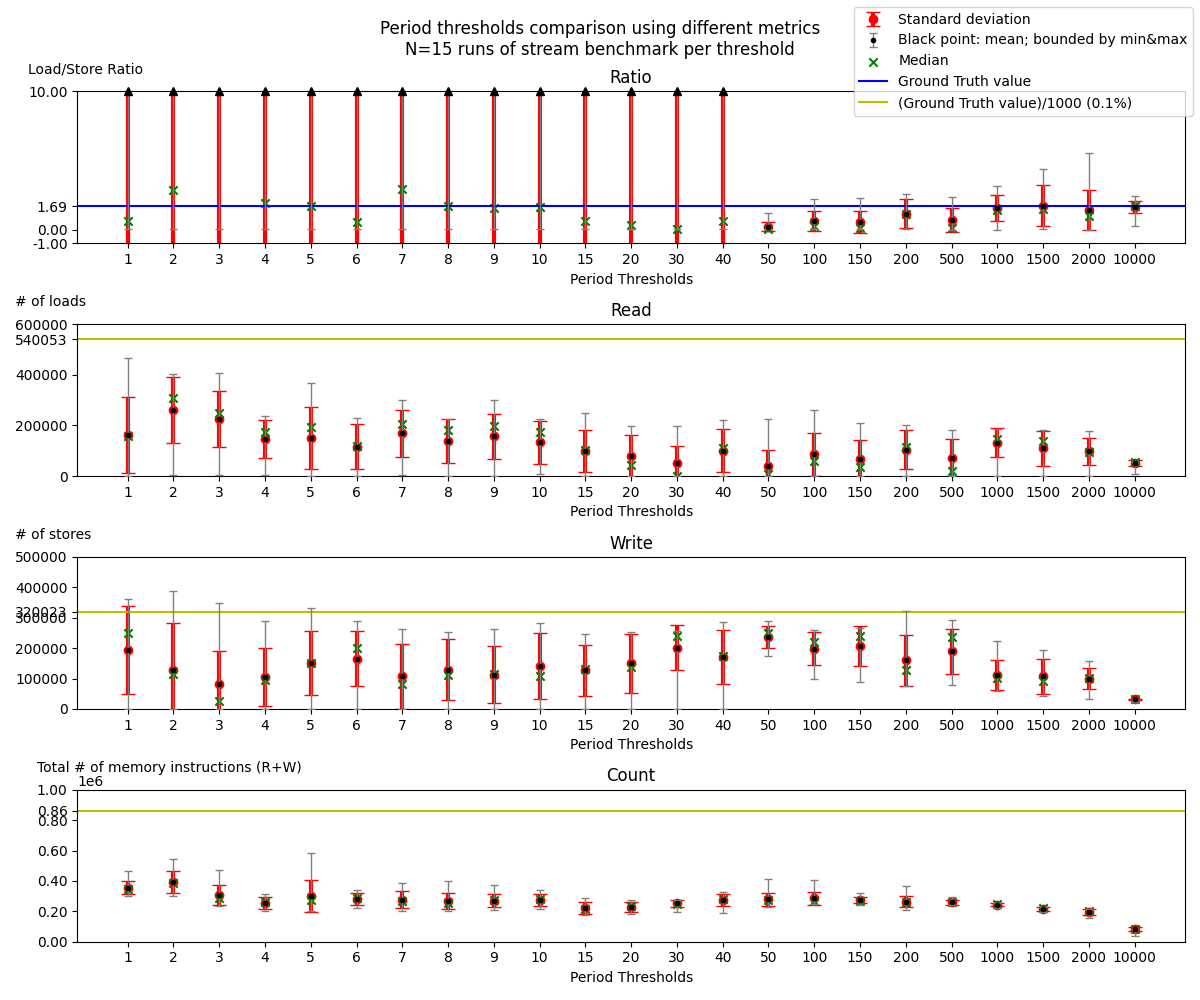 Period thresholds comparison using different metrics
N=15 runs of stream benchmark per threshold
Standard deviation
Black point: mean; bounded by min&max
Median
Ground Truth value
(Ground Truth value)/1000 (0.1%)
Load/Store Ratio
Ratio
10.00
1.69
0.00
-1.00
1 2 3 4 5 6 7 8 9 10 15 20 30 40 50 100 150 200 500 1000 1500 2000 10000
Period Thresholds
# of loads
Read
600000
540053
400000
200000
0
1 2 3 4 5 6 7 8 9 10 15 20 30 40 50 100 150 200 500 1000 1500 2000 10000
Period Thresholds
# of stores
Write
500000
400000
320023
300000
200000
100000
0
1 2 3 4 5 6 7 8 9 10 15 20 30 40 50 100 150 200 500 1000 1500 2000 10000
Period Thresholds
Total # of memory instructions (R+W)
Count
1e6
1.00
0.86
0.80
0.60
0.40
0.20
0.00
1 2 3 4 5 6 7 8 9 10 15 20 30 40 50 100 150 200 500 1000 1500 2000 10000
Period Thresholds